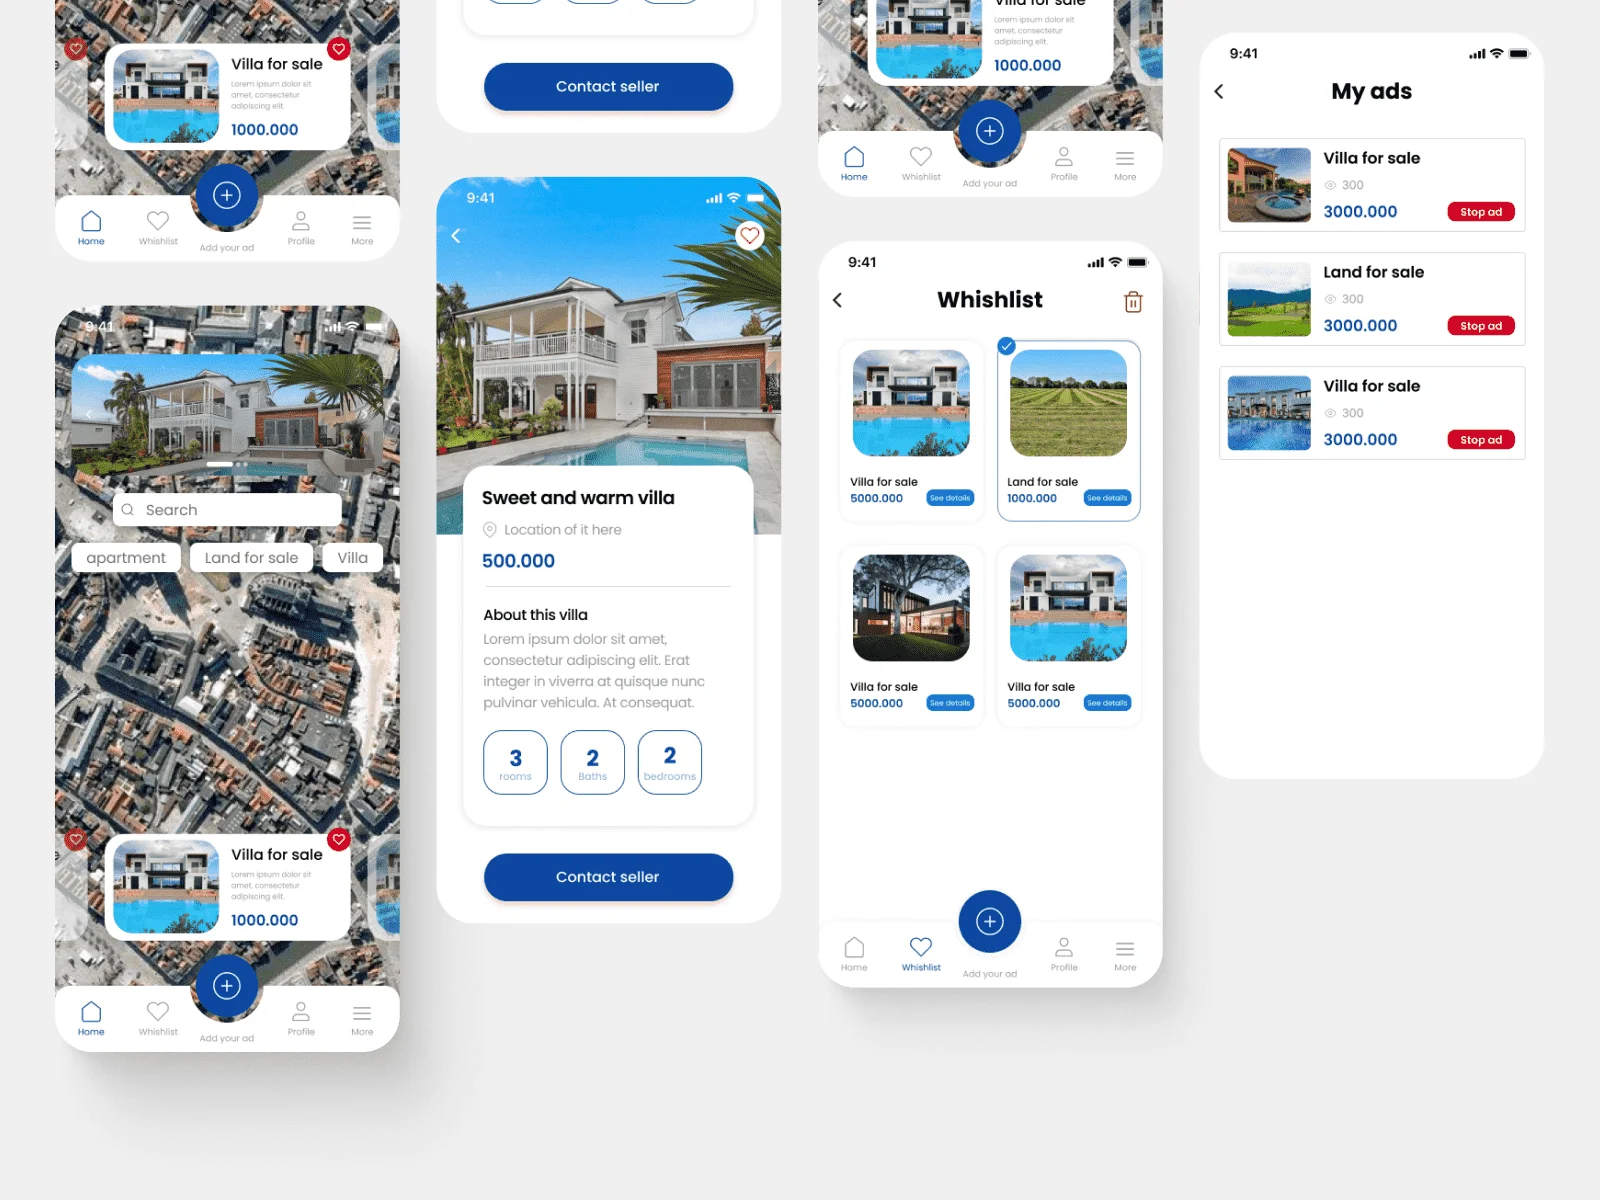 Villa for sale
Lorem ipsum dolor sit
amet, consectetur
adipiscing elit.
1000.000
Home
Whishlist
Add your ad
Profile
More
9:41
Search
apartment
Land for sale
Villa
e
Villa for sale
Lorem ipsum dolor sit
amet, consectetur
adipiscing elit.
1000.000
Home
Whishlist
Add your ad
Profile
More
Contact seller
9:41
Sweet and warm villa
Location of it here
500.000
About this villa
Lorem ipsum dolor sit amet,
consectetur adipiscing elit. Erat
integer in viverra at quisque nunc
pulvinar vehicula. At consequat.
3
rooms
2
Baths
2
bedrooms
Contact seller
Villa for sale
Lorem ipsum dolor sit
amet, consectetur
adipiscing elit.
1000.000
Home
Whishlist
Add your ad
Profile
More
9:41
Whishlist
Villa for sale
5000.000
See details
Land for sale
1000.000
See details
Villa for sale
5000.000
See details
Villa for sale
5000.000
See details
Home
Whishlist
Add your ad
Profile
More
9:41
My ads
Villa for sale
300
3000.000
Stop ad
Land for sale
300
3000.000
Stop ad
Villa for sale
300
3000.000
Stop ad